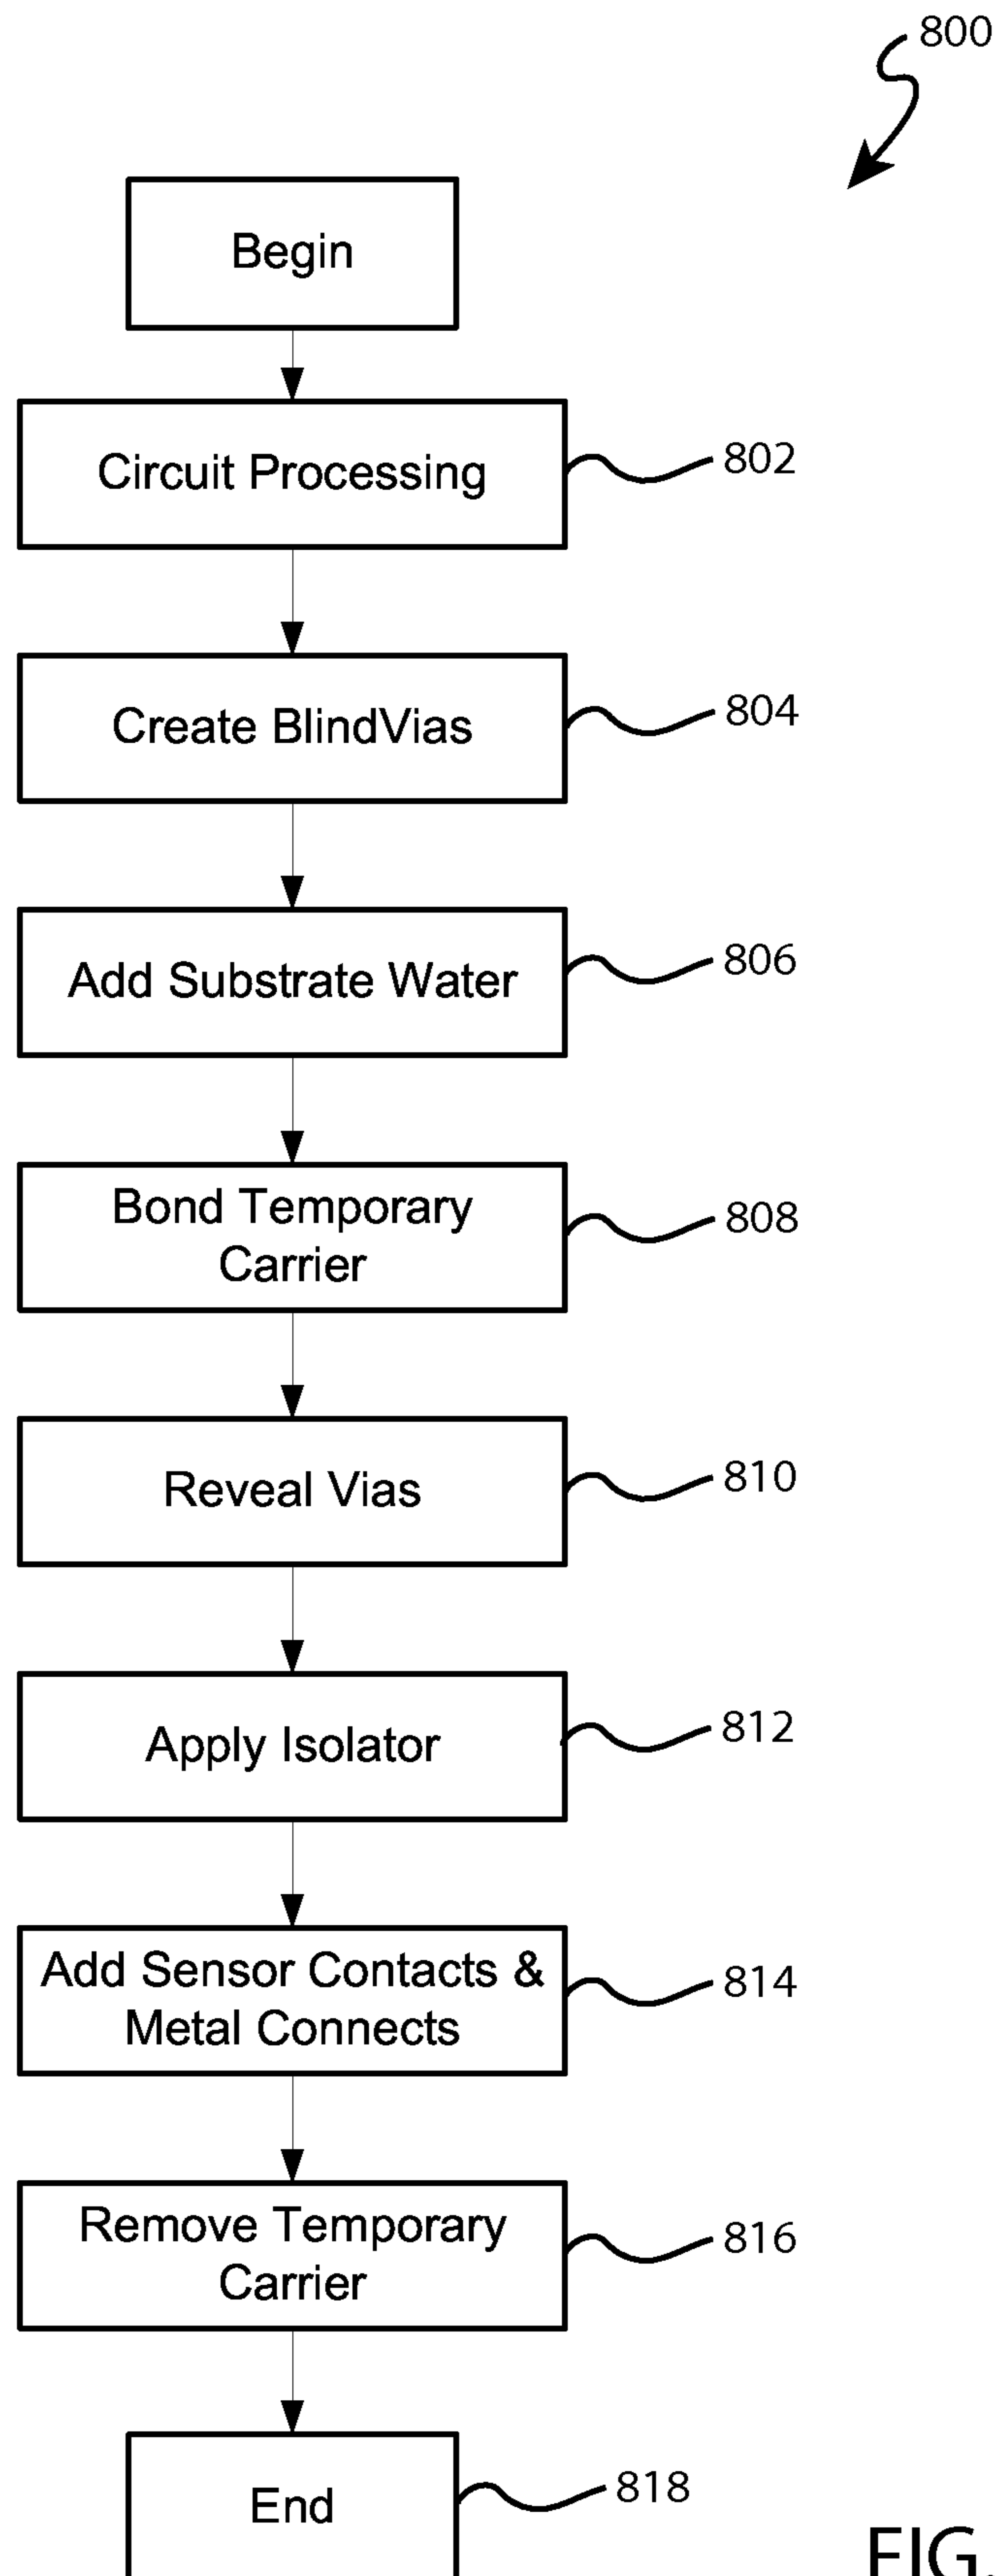 800
Begin
Circuit Processing
802
Create BlindVias
804
Add Substrate Water
806
Bond Temporary
Carrier
808
Reveal Vias
810
Apply Isolator
812
Add Sensor Contacts &
Metal Connects
814
Remove Temporary
Carrier
816
End
818
FIG.